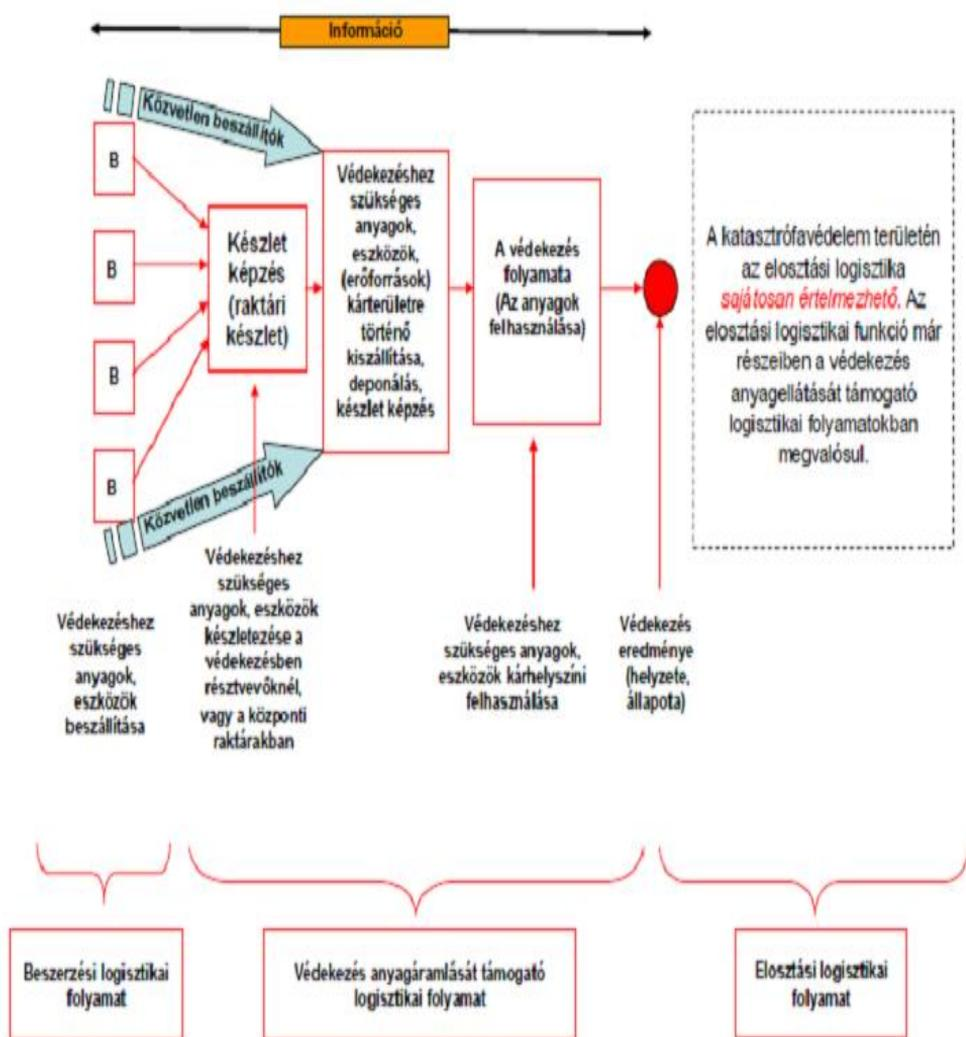 Információ
Közvetlen beszállítók
B
B
B
B
Készlet
képzés
(raktári
készlet)
Védekezéshez
szükséges
anyagok,
eszközök,
(erőforrások)
kárterületre
történő
kiszállítása,
deponálás,
készlet képzés
A védekezés
folyamata
(Az anyagok
felhasználása)
A katasztrófavédelem területén
az elosztási logisztika
sajátosan értelmezhető. Az
elosztási logisztikai funkció már
részeiben a védekezés
anyagellátását támogató
logisztikai folyamatokban
megvalósul.
Közvetlen beszállítók
Védekezéshez
szükséges
anyagok,
eszközök
beszállítása
Védekezéshez
szükséges
anyagok, eszközök
készletezése a
védekezésben
résztvevőknél,
vagy a központi
raktárakban
Védekezéshez
szükséges anyagok,
eszközök kárhelyszíni
felhasználása
Védekezés
eredménye
(helyzete,
állapota)
Beszerzési logisztikai
folyamat
Védekezés anyagáramlását támogató
logisztikai folyamat
Elosztási logisztikai
folyamat